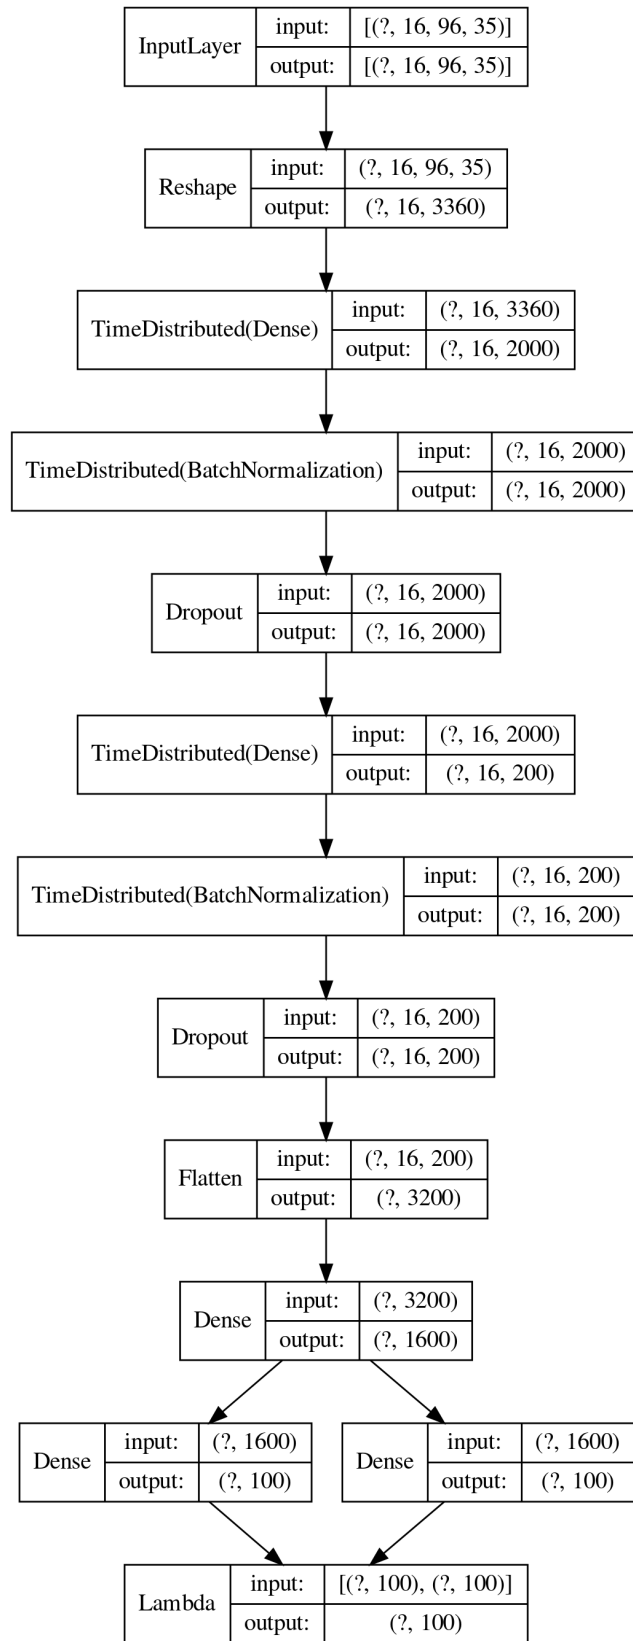 InputLayer
input: [(?, 16, 96, 35)]
output: [(?, 16, 96, 35)]
Reshape
input: (?, 16, 96, 35)
output: (?, 16, 3360)
TimeDistributed(Dense)
input: (?, 16, 3360)
output: (?, 16, 2000)
TimeDistributed(BatchNormalization)
input: (?, 16, 2000)
output: (?, 16, 2000)
Dropout
input: (?, 16, 2000)
output: (?, 16, 2000)
TimeDistributed(Dense)
input: (?, 16, 2000)
output: (?, 16, 200)
TimeDistributed(BatchNormalization)
input: (?, 16, 200)
output: (?, 16, 200)
Dropout
input: (?, 16, 200)
output: (?, 16, 200)
Flatten
input: (?, 16, 200)
output: (?, 3200)
Dense
input: (?, 3200)
output: (?, 1600)
Dense
input: (?, 1600)
output: (?, 100)
Dense
input: (?, 1600)
output: (?, 100)
Lambda
input: [(?, 100), (?, 100)]
output: (?, 100)